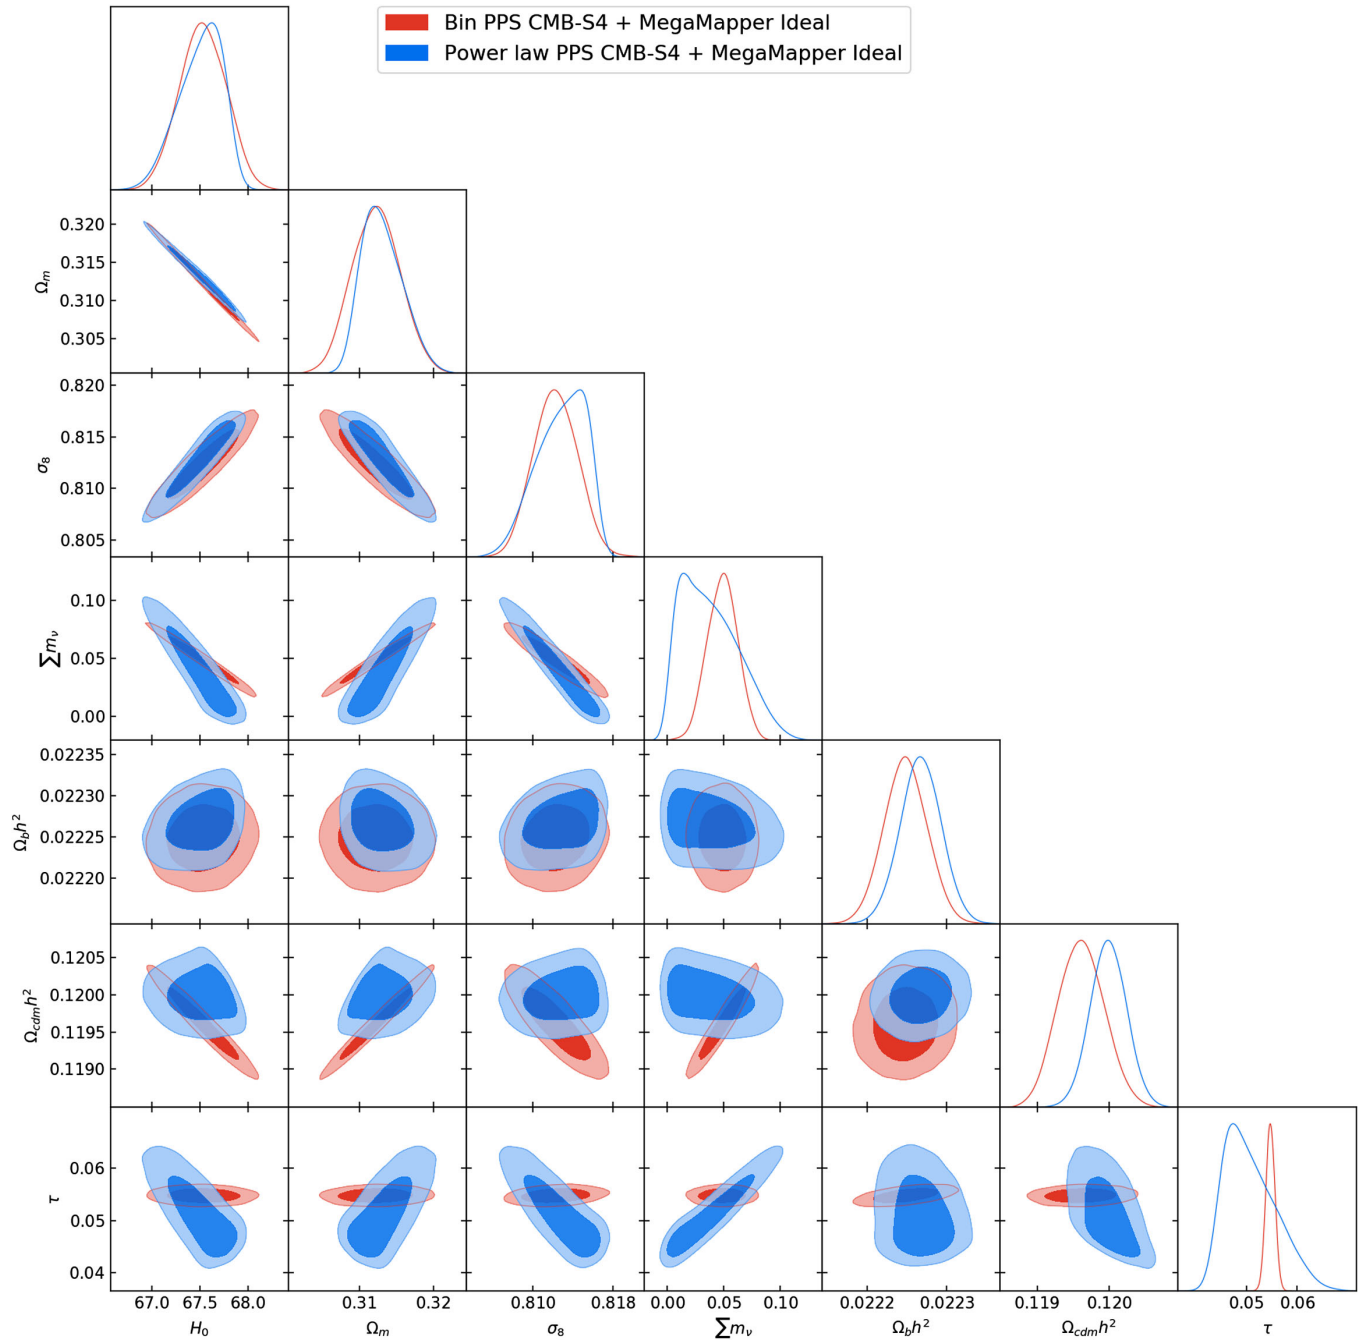 Bin PPS CMB-S4 + MegaMapper Ideal
Power law PPS CMB-S4 + MegaMapper Ideal
0.320
0.315
0.310
0.305
Ωm
0.820
0.815
0.810
0.805
σ8
0.10
0.05
0.00
∑mν
0.02235
0.02230
0.02225
0.02220
Ωbh²
0.1205
0.1200
0.1195
0.1190
Ωcdmh²
0.06
0.05
0.04
τ
67.0 67.5 68.0
0.31 0.32
0.810 0.818
0.00 0.05 0.10
0.0222 0.0223
0.119 0.120
0.05 0.06
H0 Ωm σ8 ∑mν Ωbh² Ωcdmh² τ